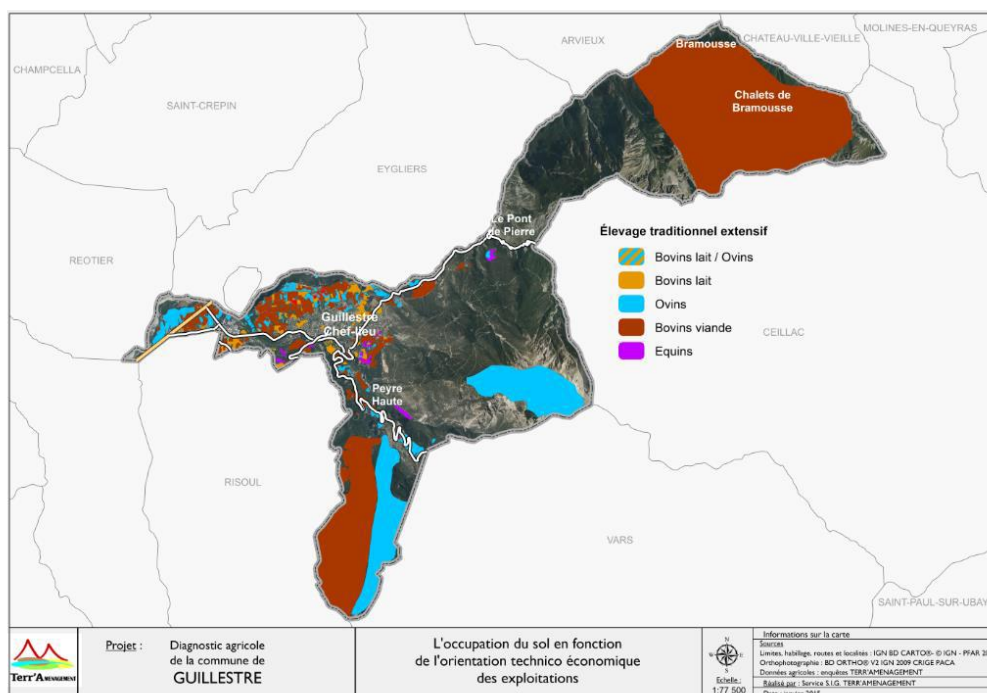 MOLINES-EN-QUEYRAS
CHATEAU-VILLE-VIEILLE
ARVIEUX
Bramousse
CHAMPCELLA
Chalets de
Bramousse
SAINT-CREPIN
EYGLIERS
Le Pont
de Pierre
Élevage traditionnel extensif
Bovins lait / Ovins
Bovins lait
Ovins
Bovins viande
Equins
REOTIER
Guillestre
Chef-lieu
CEILLAC
Peyre
Haute
RISOUL
VARS
SAINT-PAUL-SUR-UBAY
TERR'AMENAGEMENT
Projet :
Diagnostic agricole
de la commune de
GUILLESTRE
L'occupation du sol en fonction
de l'orientation technico économique
des exploitations
N
W E
S
Echelle :
1:77 500
Informations sur la carte
Sources
Limites, habillage, routes et localités : IGN BD CARTO® © IGN - PFAR
Orthophotographie : BD ORTHO® V2 IGN 2009 CRIGE PACA
Données agricoles : enquêtes TERR'AMENAGEMENT
Réalisé par : Service S.I.G. TERR'AMENAGEMENT